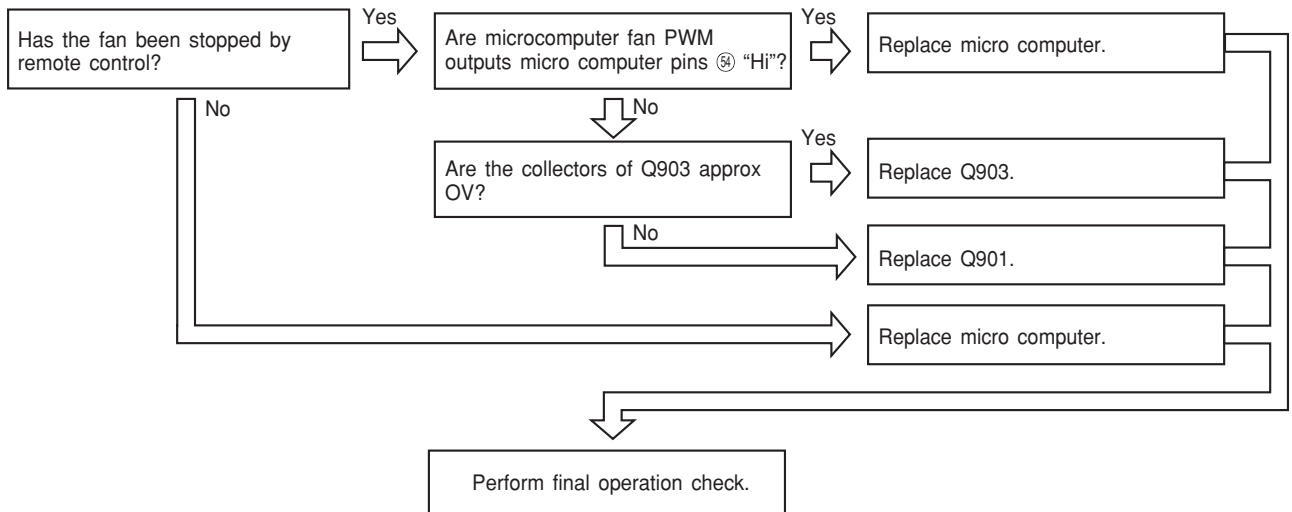 Has the fan been stopped by
remote control?
Yes
Are microcomputer fan PWM
outputs micro computer pins ㊴ “Hi”?
Yes
Replace micro computer.
No
No
Are the collectors of Q903 approx
OV?
Yes
Replace Q903.
No
Replace Q901.
Replace micro computer.
Perform final operation check.